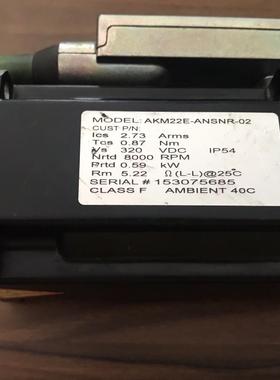 MODEL: AKM22E-ANSNR-02
CUST P/N:
Ics 2.73 Arms
Tcs 0.87 Nm
Vs 320 VDC IP54
Nrtd 8000 RPM
Prtd 0.59 kW
Rm 5.22 Ω(L-L)@25C
SERIAL # 153075685
CLASS F AMBIENT 40C